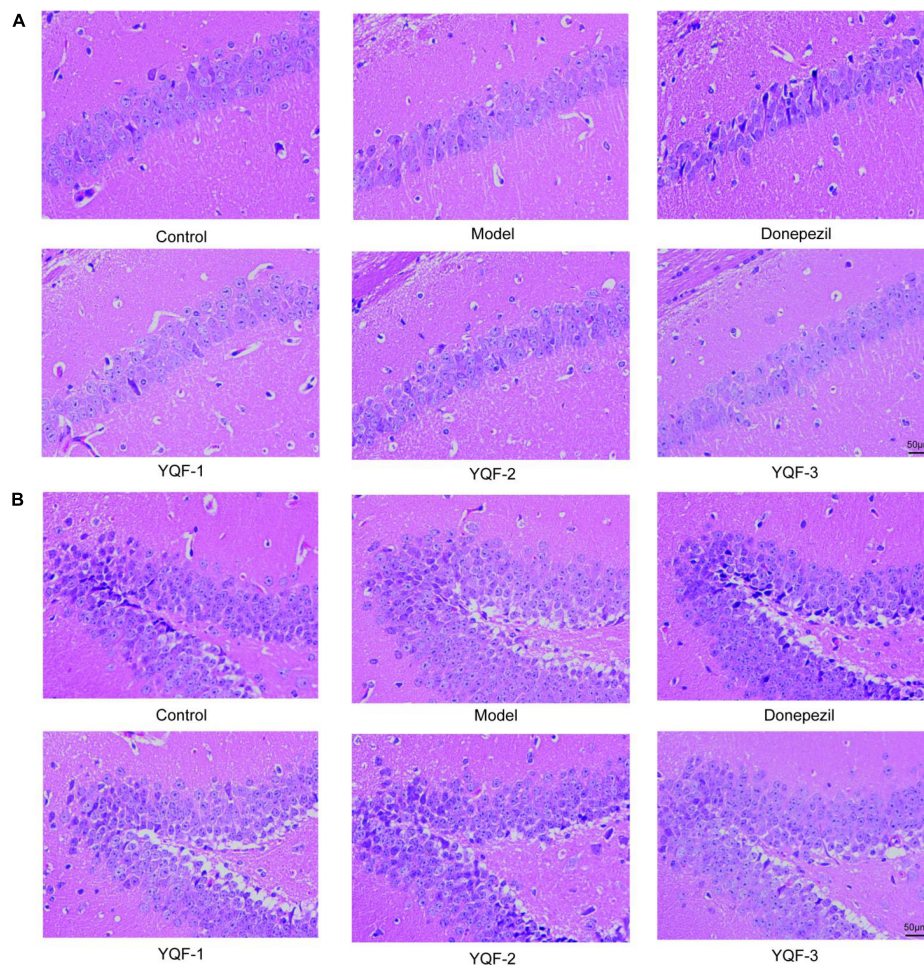 A
Control
Model
Donepezil
YQF-1
YQF-2
YQF-3
50μm
B
Control
Model
Donepezil
YQF-1
YQF-2
YQF-3
50μm